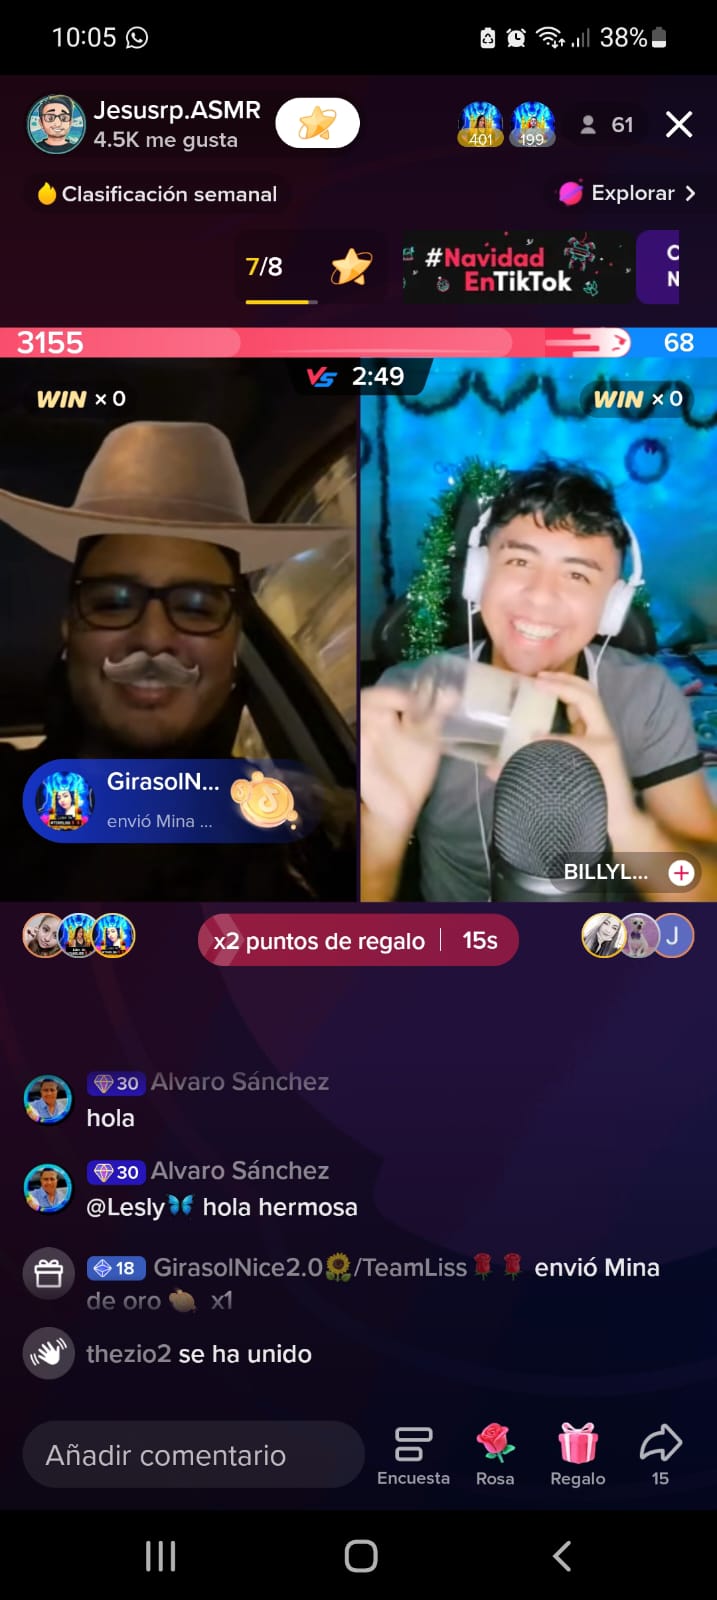 10:05
38%
Jesusrp.ASMR
4.5K me gusta
401
199
61
Clasificación semanal
Explorar
7/8
#Navidad
EnTikTok
C
N
3155
68
VS 2:49
WIN × 0
WIN × 0
GirasolN...
envió Mina ...
BILLYL...
x2 puntos de regalo
15s
J
30 Alvaro Sánchez
hola
30 Alvaro Sánchez
@Lesly🦋 hola hermosa
18 GirasolNice2.0🌻/TeamLiss🌹🌹 envió Mina
de oro x1
thezio2 se ha unido
Añadir comentario
Encuesta
Rosa
Regalo
15